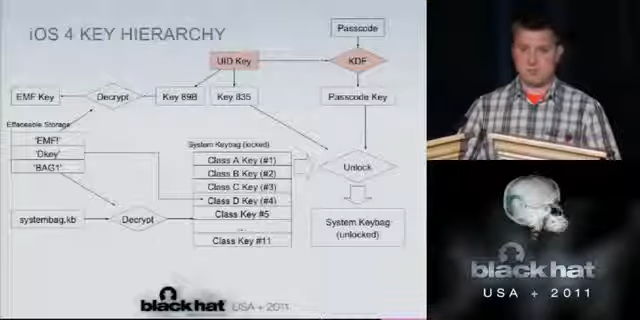 iOS 4 KEY HIERARCHY
Passcode
UID Key
KDF
EMF Key
Decrypt
Key 89B
Key 835
Passcode Key
Effaceable Storage
'EMF!'
'Dkey'
'BAG1'
System Keybag (locked)
Class A Key (#1)
Class B Key (#2)
Class C Key (#3)
Class D Key (#4)
Class Key #5
...
Class Key #11
Unlock
systembag.kb
Decrypt
System Keybag
(unlocked)
black hat USA + 2011
black hat
USA + 2011